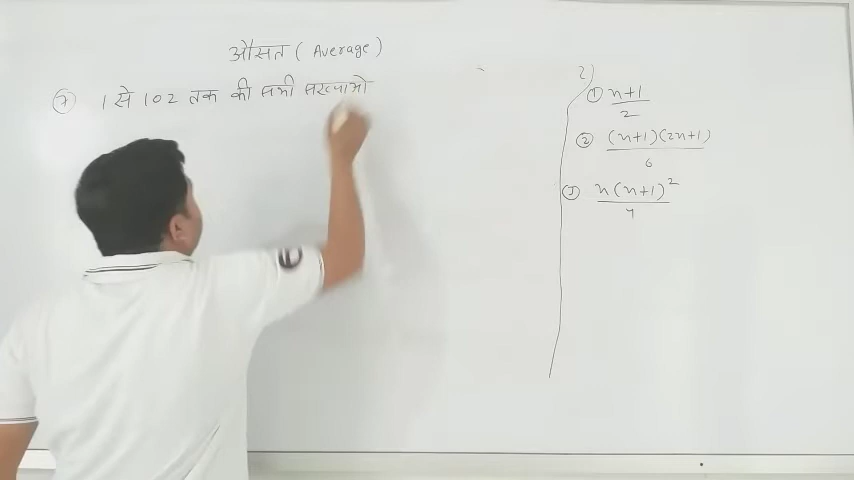 औसत ( Average )
① 1 से 102 तक की सभी संख्याओ
2)
① n+1
2
② (n+1)(2n+1)
6
③ n(n+1)²
4